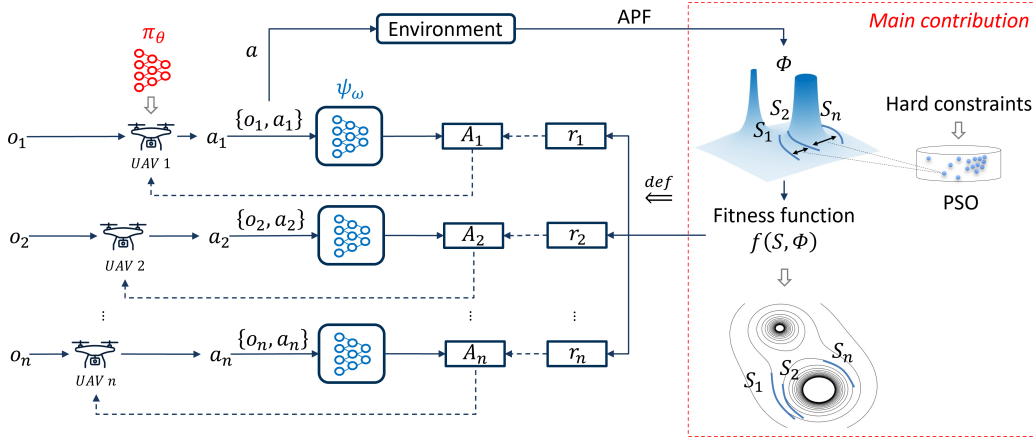 Main contribution
π_θ
a
Environment
APF
Φ
ψ_ω
S_2
S_n
S_1
Hard constraints
o_1
UAV 1
a_1
{o_1, a_1}
A_1
r_1
PSO
def
⇐
Fitness function
f(S, Φ)
o_2
UAV 2
a_2
{o_2, a_2}
A_2
r_2
...
...
...
o_n
UAV n
a_n
{o_n, a_n}
A_n
r_n
S_n
S_1
S_2